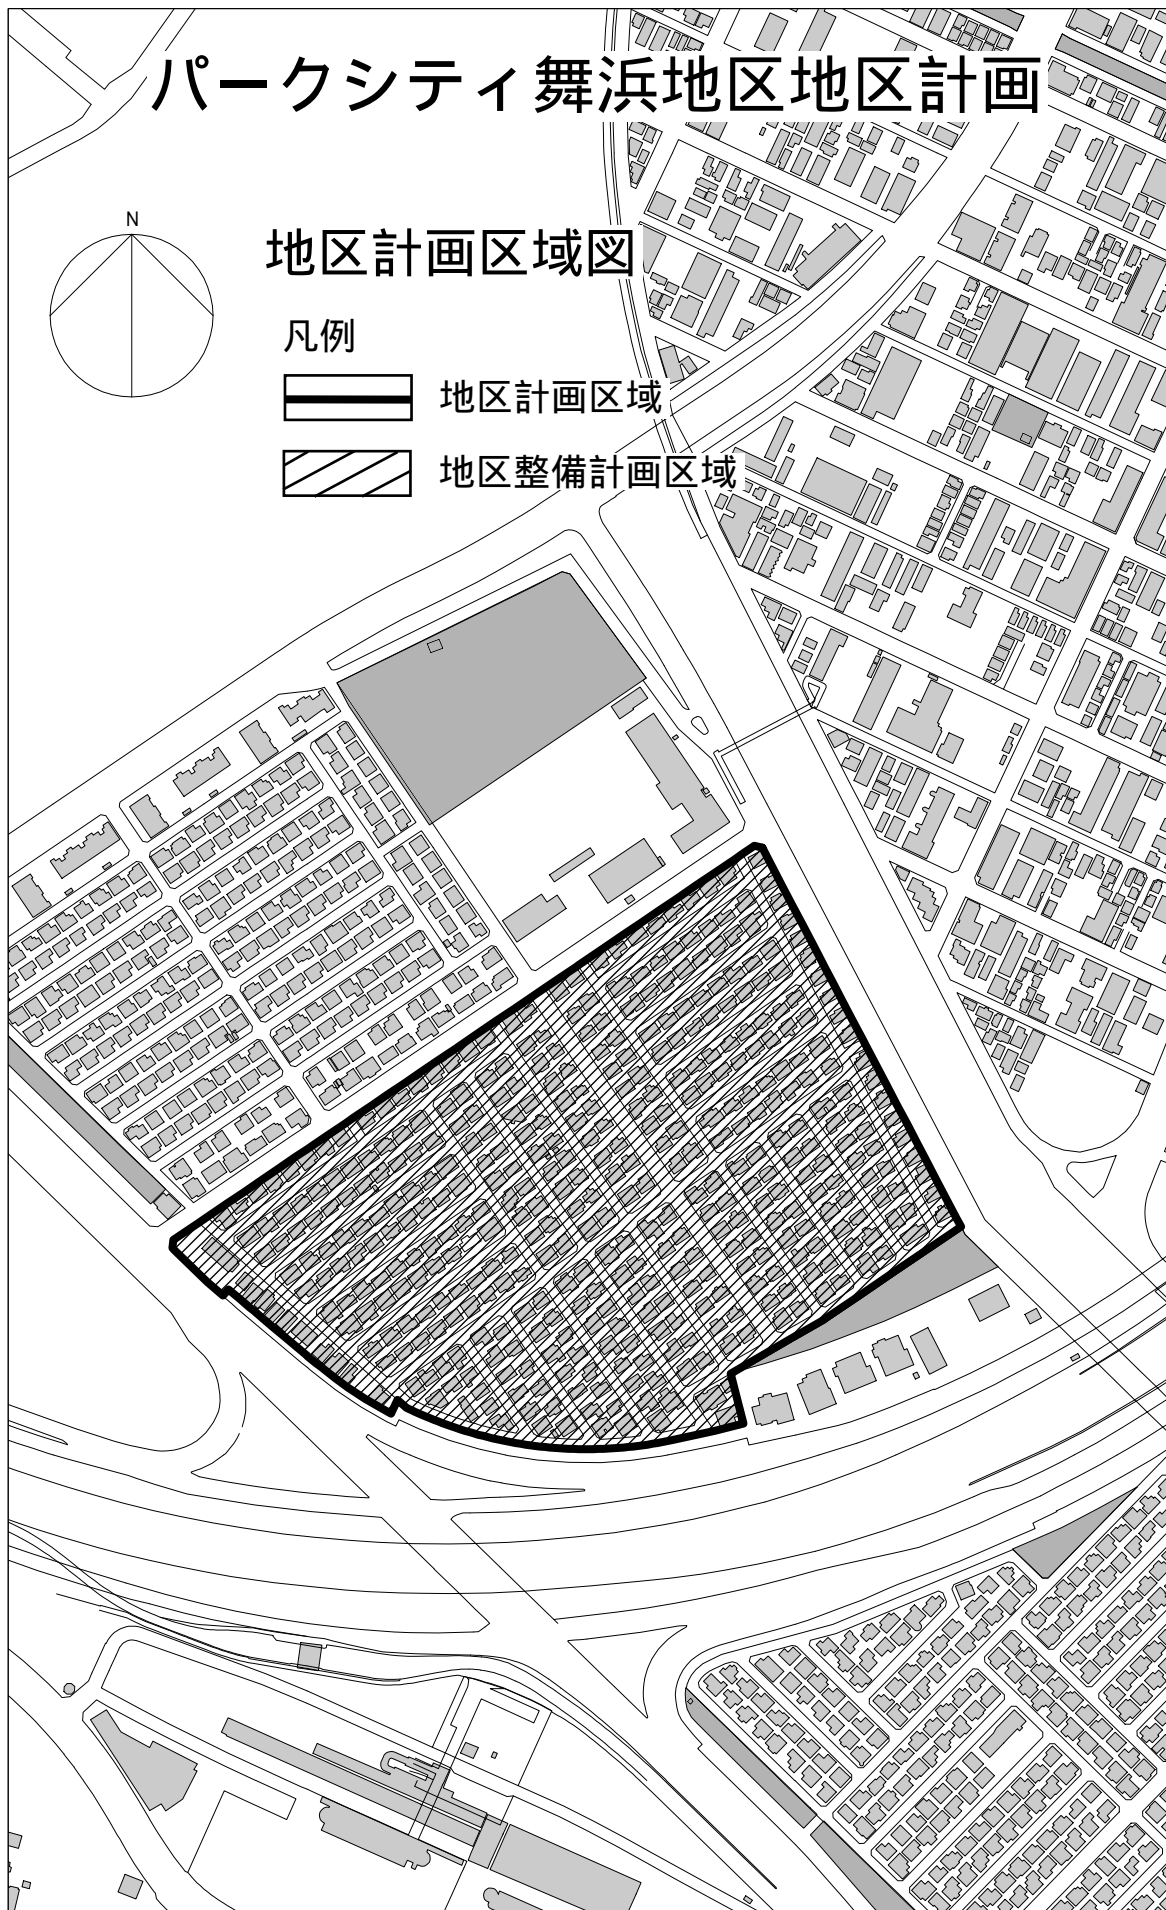 パークシティ舞浜地区地区計画
N
地区計画区域図
凡例
地区計画区域
地区整備計画区域